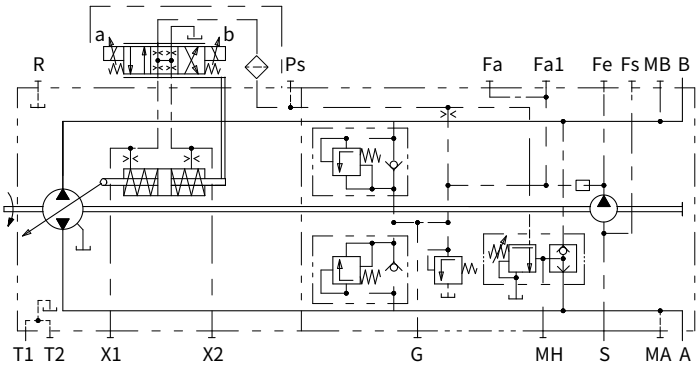 a b
R Ps Fa Fa1 Fe Fs MB B
T1 T2 X1 X2 G MH S MA A